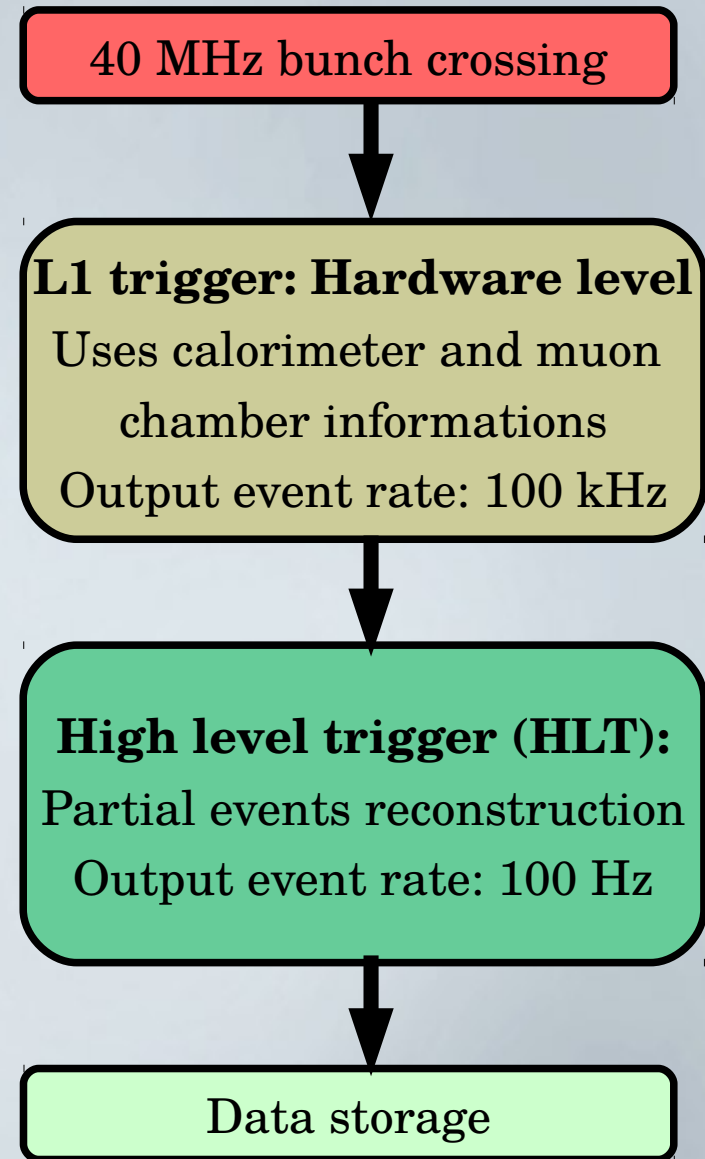 40 MHz bunch crossing
L1 trigger: Hardware level
Uses calorimeter and muon
chamber informations
Output event rate: 100 kHz
High level trigger (HLT):
Partial events reconstruction
Output event rate: 100 Hz
Data storage